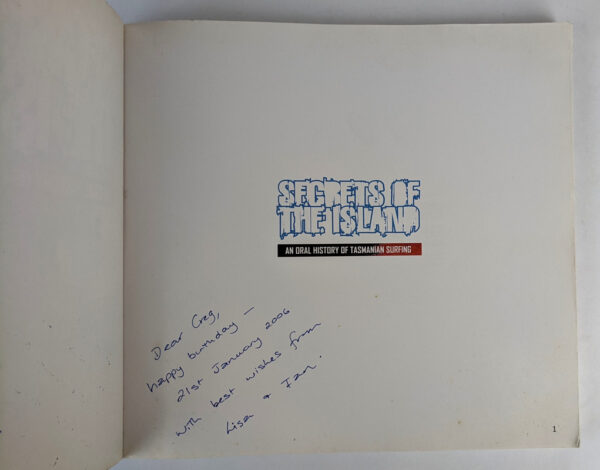 SECRETS OF
THE ISLAND
AN ORAL HISTORY OF TASMANIAN SURFING
Dear Greg,
happy birthday –
21st January 2006
with best wishes from
Lisa & Ian.
1